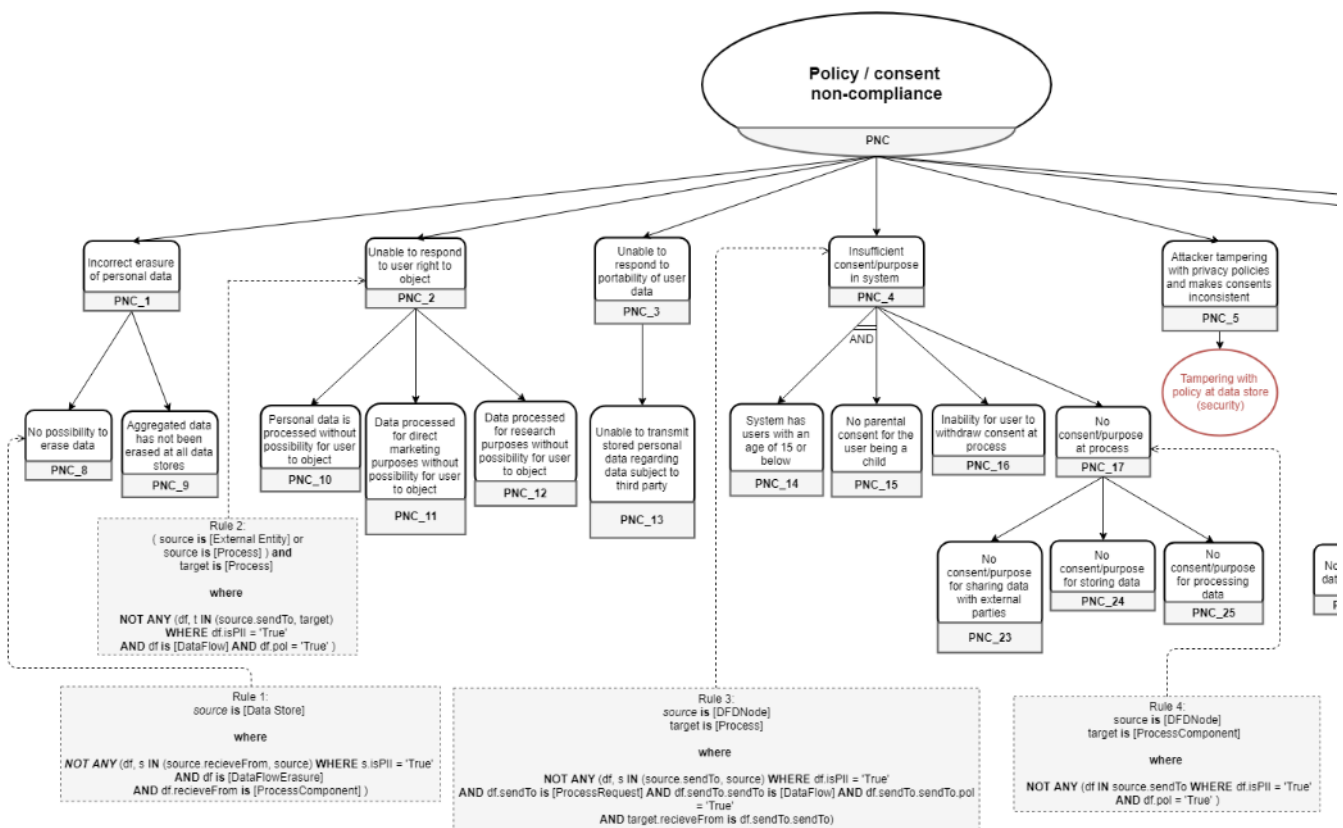 Policy / consent
non-compliance
PNC
Incorrect erasure
of personal data
PNC_1
Unable to respond
to user right to
object
PNC_2
Unable to
respond to
portability of user
data
PNC_3
Insufficient
consent/purpose
in system
PNC_4
Attacker tampering
with privacy policies
and makes consents
inconsistent
PNC_5
Tampering with
policy at data store
(security)
AND
No possibility to
erase data
PNC_8
Aggregated data
has not been
erased at all data
stores
PNC_9
Personal data is
processed without
possibility for user
to object
PNC_10
Data processed
for direct
marketing
purposes without
possibility for user
to object
PNC_11
Data processed
for research
purposes without
possibility for user
to object
PNC_12
Unable to transmit
stored personal
data regarding
data subject to
third party
PNC_13
System has
users with an
age of 15 or
below
PNC_14
No parental
consent for the
user being a
child
PNC_15
Inability for user to
withdraw consent at
process
PNC_16
No
consent/purpose
at process
PNC_17
No
consent/purpose
for sharing data
with external
parties
PNC_23
No
consent/purpose
for storing data
PNC_24
No
consent/purpose
for processing
data
PNC_25
No
dat
Rule 2:
( source is [External Entity] or
source is [Process] ) and
target is [Process]
where
NOT ANY (df, t IN (source.sendTo, target)
WHERE df.isPII = 'True'
AND df is [DataFlow] AND df.pol = 'True' )
Rule 1:
source is [Data Store]
where
NOT ANY (df, s IN (source.recieveFrom, source) WHERE s.isPII = 'True'
AND df is [DataFlowErasure]
AND df.recieveFrom is [ProcessComponent] )
Rule 3:
source is [DFDNode]
target is [Process]
where
NOT ANY (df, s IN (source.sendTo, source) WHERE df.isPII = 'True'
AND df.sendTo is [ProcessRequest] AND df.sendTo.sendTo is [DataFlow] AND df.sendTo.sendTo.pol
= 'True'
AND target.recieveFrom is df.sendTo.sendTo)
Rule 4:
source is [DFDNode]
target is [ProcessComponent]
where
NOT ANY (df IN source.sendTo WHERE df.isPII = 'True'
AND df.pol = 'True' )